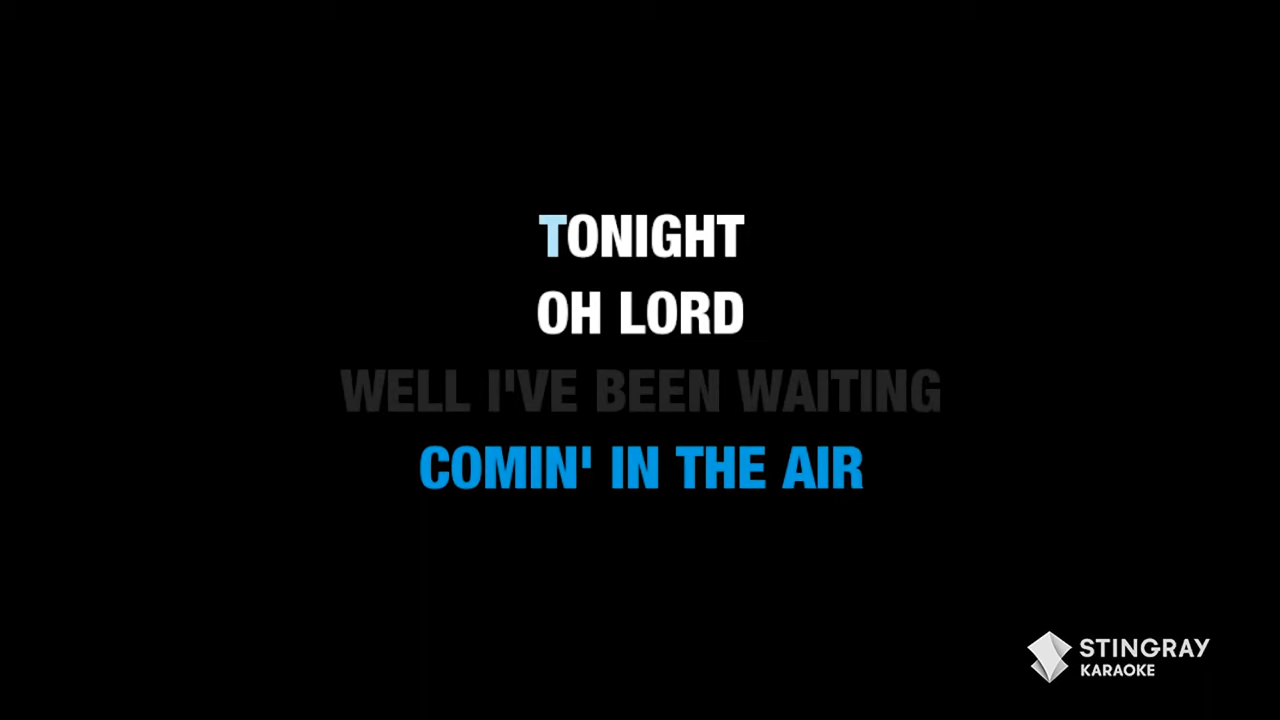 TONIGHT
OH LORD
WELL I'VE BEEN WAITING
COMIN' IN THE AIR
STINGRAY
KARAOKE